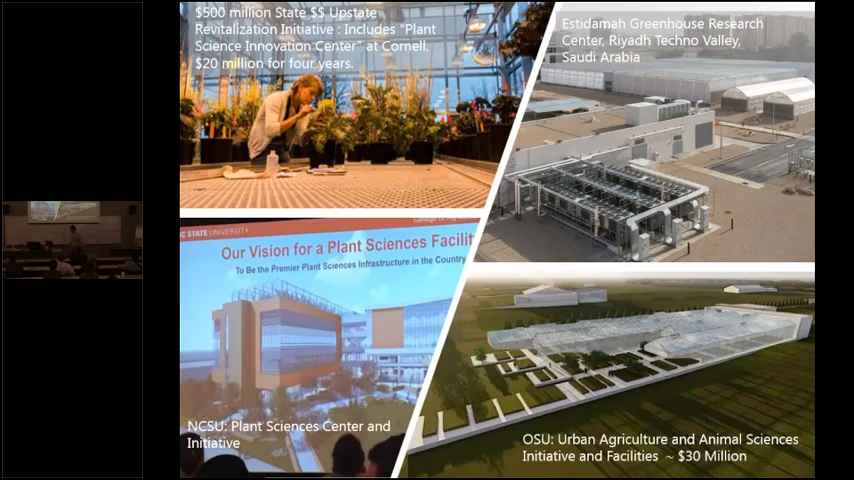 $500 million State $$ Upstate
Revitalization Initiative : Includes "Plant
Science Innovation Center" at Cornell.
$20 million for four years.
Estidamah Greenhouse Research
Center, Riyadh Techno Valley,
Saudi Arabia
STATE UNIVERSITY
Our Vision for a Plant Sciences Facilit
To Be the Premier Plant Sciences Infrastructure in the Country
NCSU: Plant Sciences Center and
Initiative
OSU: Urban Agriculture and Animal Sciences
Initiative and Facilities ~ $30 Million